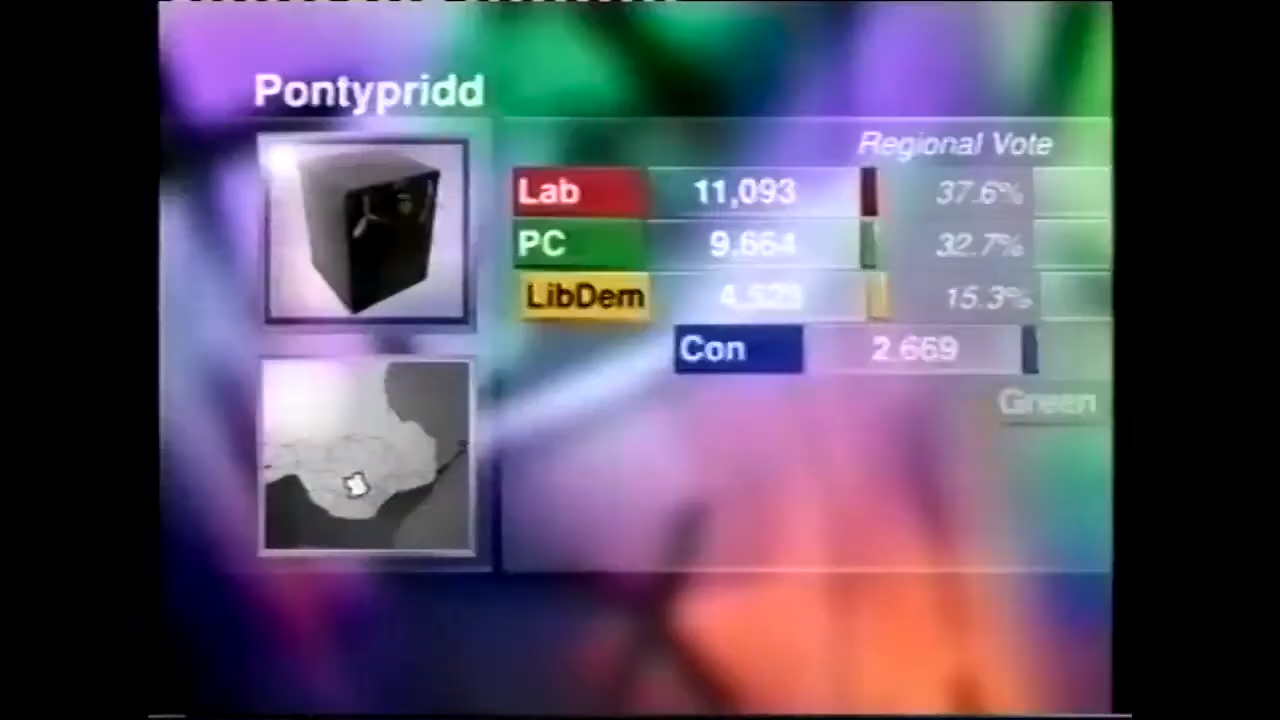 Pontypridd
Regional Vote
Lab 11,093 37.6%
PC 9,664 32.7%
LibDem 15.3%
Con 2,669
Green